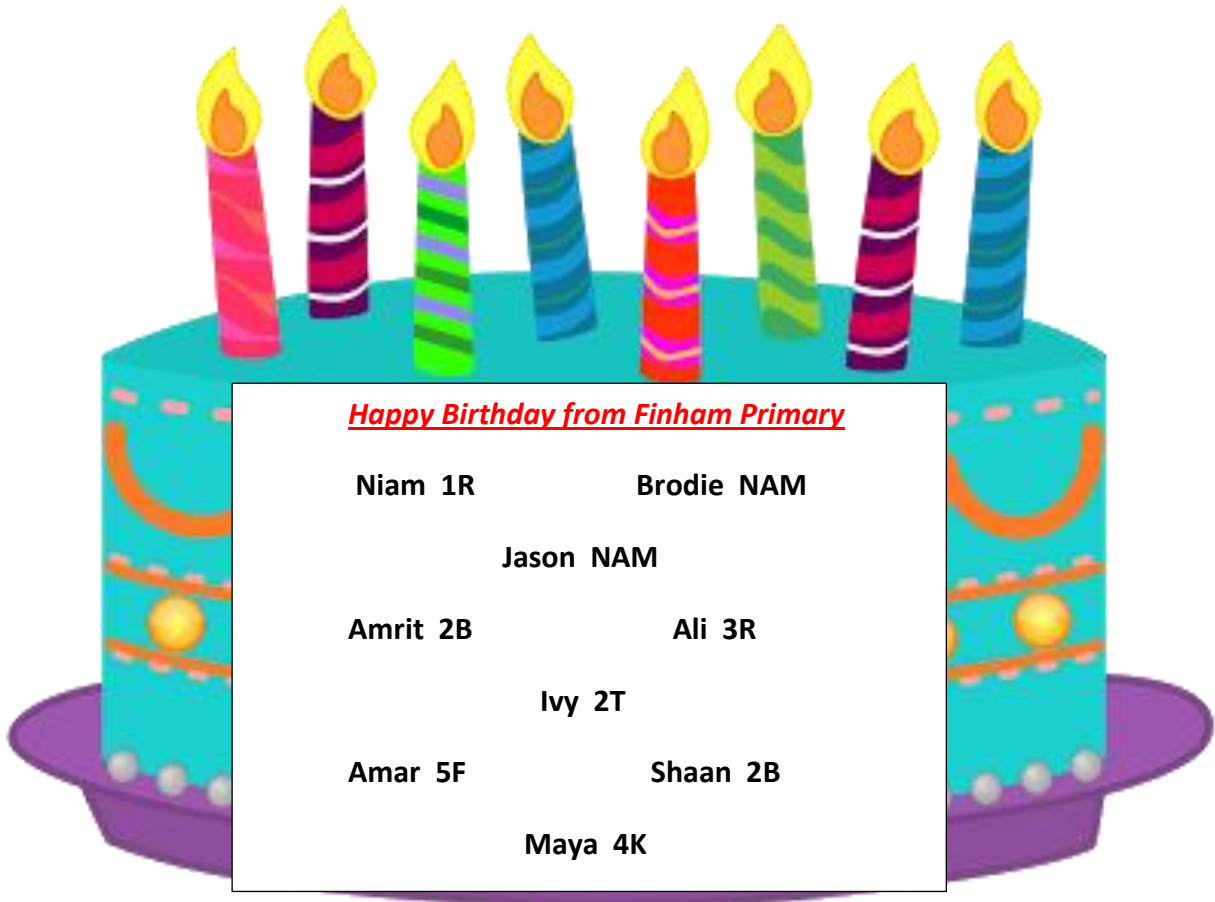 Happy Birthday from Finham Primary
Niam 1R Brodie NAM
Jason NAM
Amrit 2B Ali 3R
Ivy 2T
Amar 5F Shaan 2B
Maya 4K